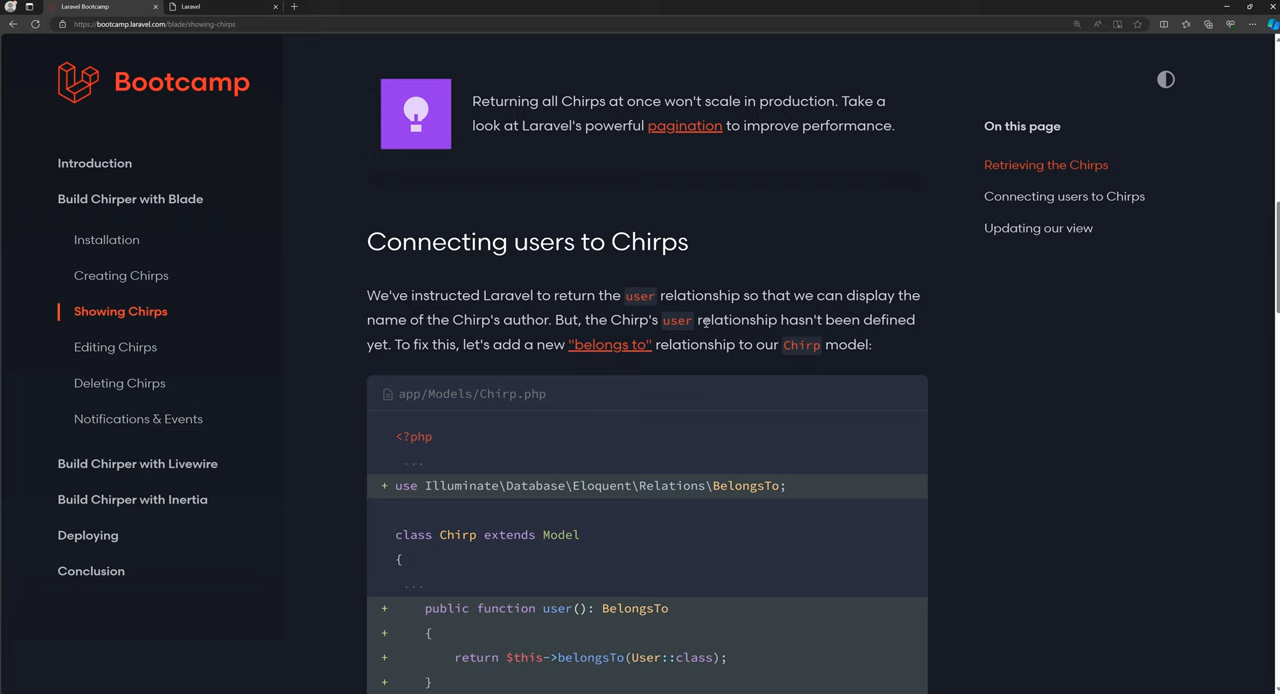 Laravel Bootcamp
Laravel
https://bootcamp.laravel.com/blade/showing-chirps
Bootcamp
Introduction
Build Chirper with Blade
Installation
Creating Chirps
Showing Chirps
Editing Chirps
Deleting Chirps
Notifications & Events
Build Chirper with Livewire
Build Chirper with Inertia
Deploying
Conclusion
Returning all Chirps at once won't scale in production. Take a
look at Laravel's powerful pagination to improve performance.
Connecting users to Chirps
We've instructed Laravel to return the user relationship so that we can display the
name of the Chirp's author. But, the Chirp's user relationship hasn't been defined
yet. To fix this, let's add a new "belongs to" relationship to our Chirp model:
app/Models/Chirp.php
<?php
...
+ use Illuminate\Database\Eloquent\Relations\BelongsTo;
class Chirp extends Model
{
...
+ public function user(): BelongsTo
+ {
+ return $this->belongsTo(User::class);
+ }
On this page
Retrieving the Chirps
Connecting users to Chirps
Updating our view